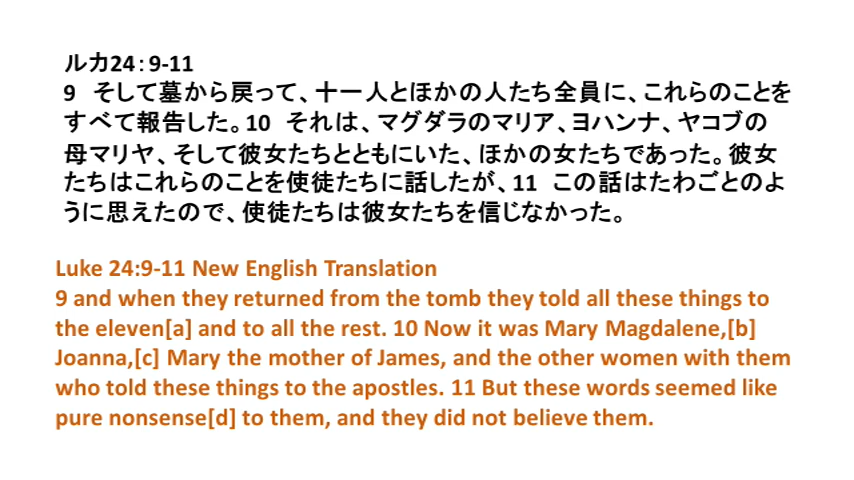 ルカ24：9-11
9　そして墓から戻って、十一人とほかの人たち全員に、これらのことを
すべて報告した。10　それは、マグダラのマリア、ヨハンナ、ヤコブの
母マリヤ、そして彼女たちとともにいた、ほかの女たちであった。彼女
たちはこれらのことを使徒たちに話したが、11　この話はたわごとのよ
うに思えたので、使徒たちは彼女たちを信じなかった。
Luke 24:9-11 New English Translation
9 and when they returned from the tomb they told all these things to
the eleven[a] and to all the rest. 10 Now it was Mary Magdalene,[b]
Joanna,[c] Mary the mother of James, and the other women with them
who told these things to the apostles. 11 But these words seemed like
pure nonsense[d] to them, and they did not believe them.